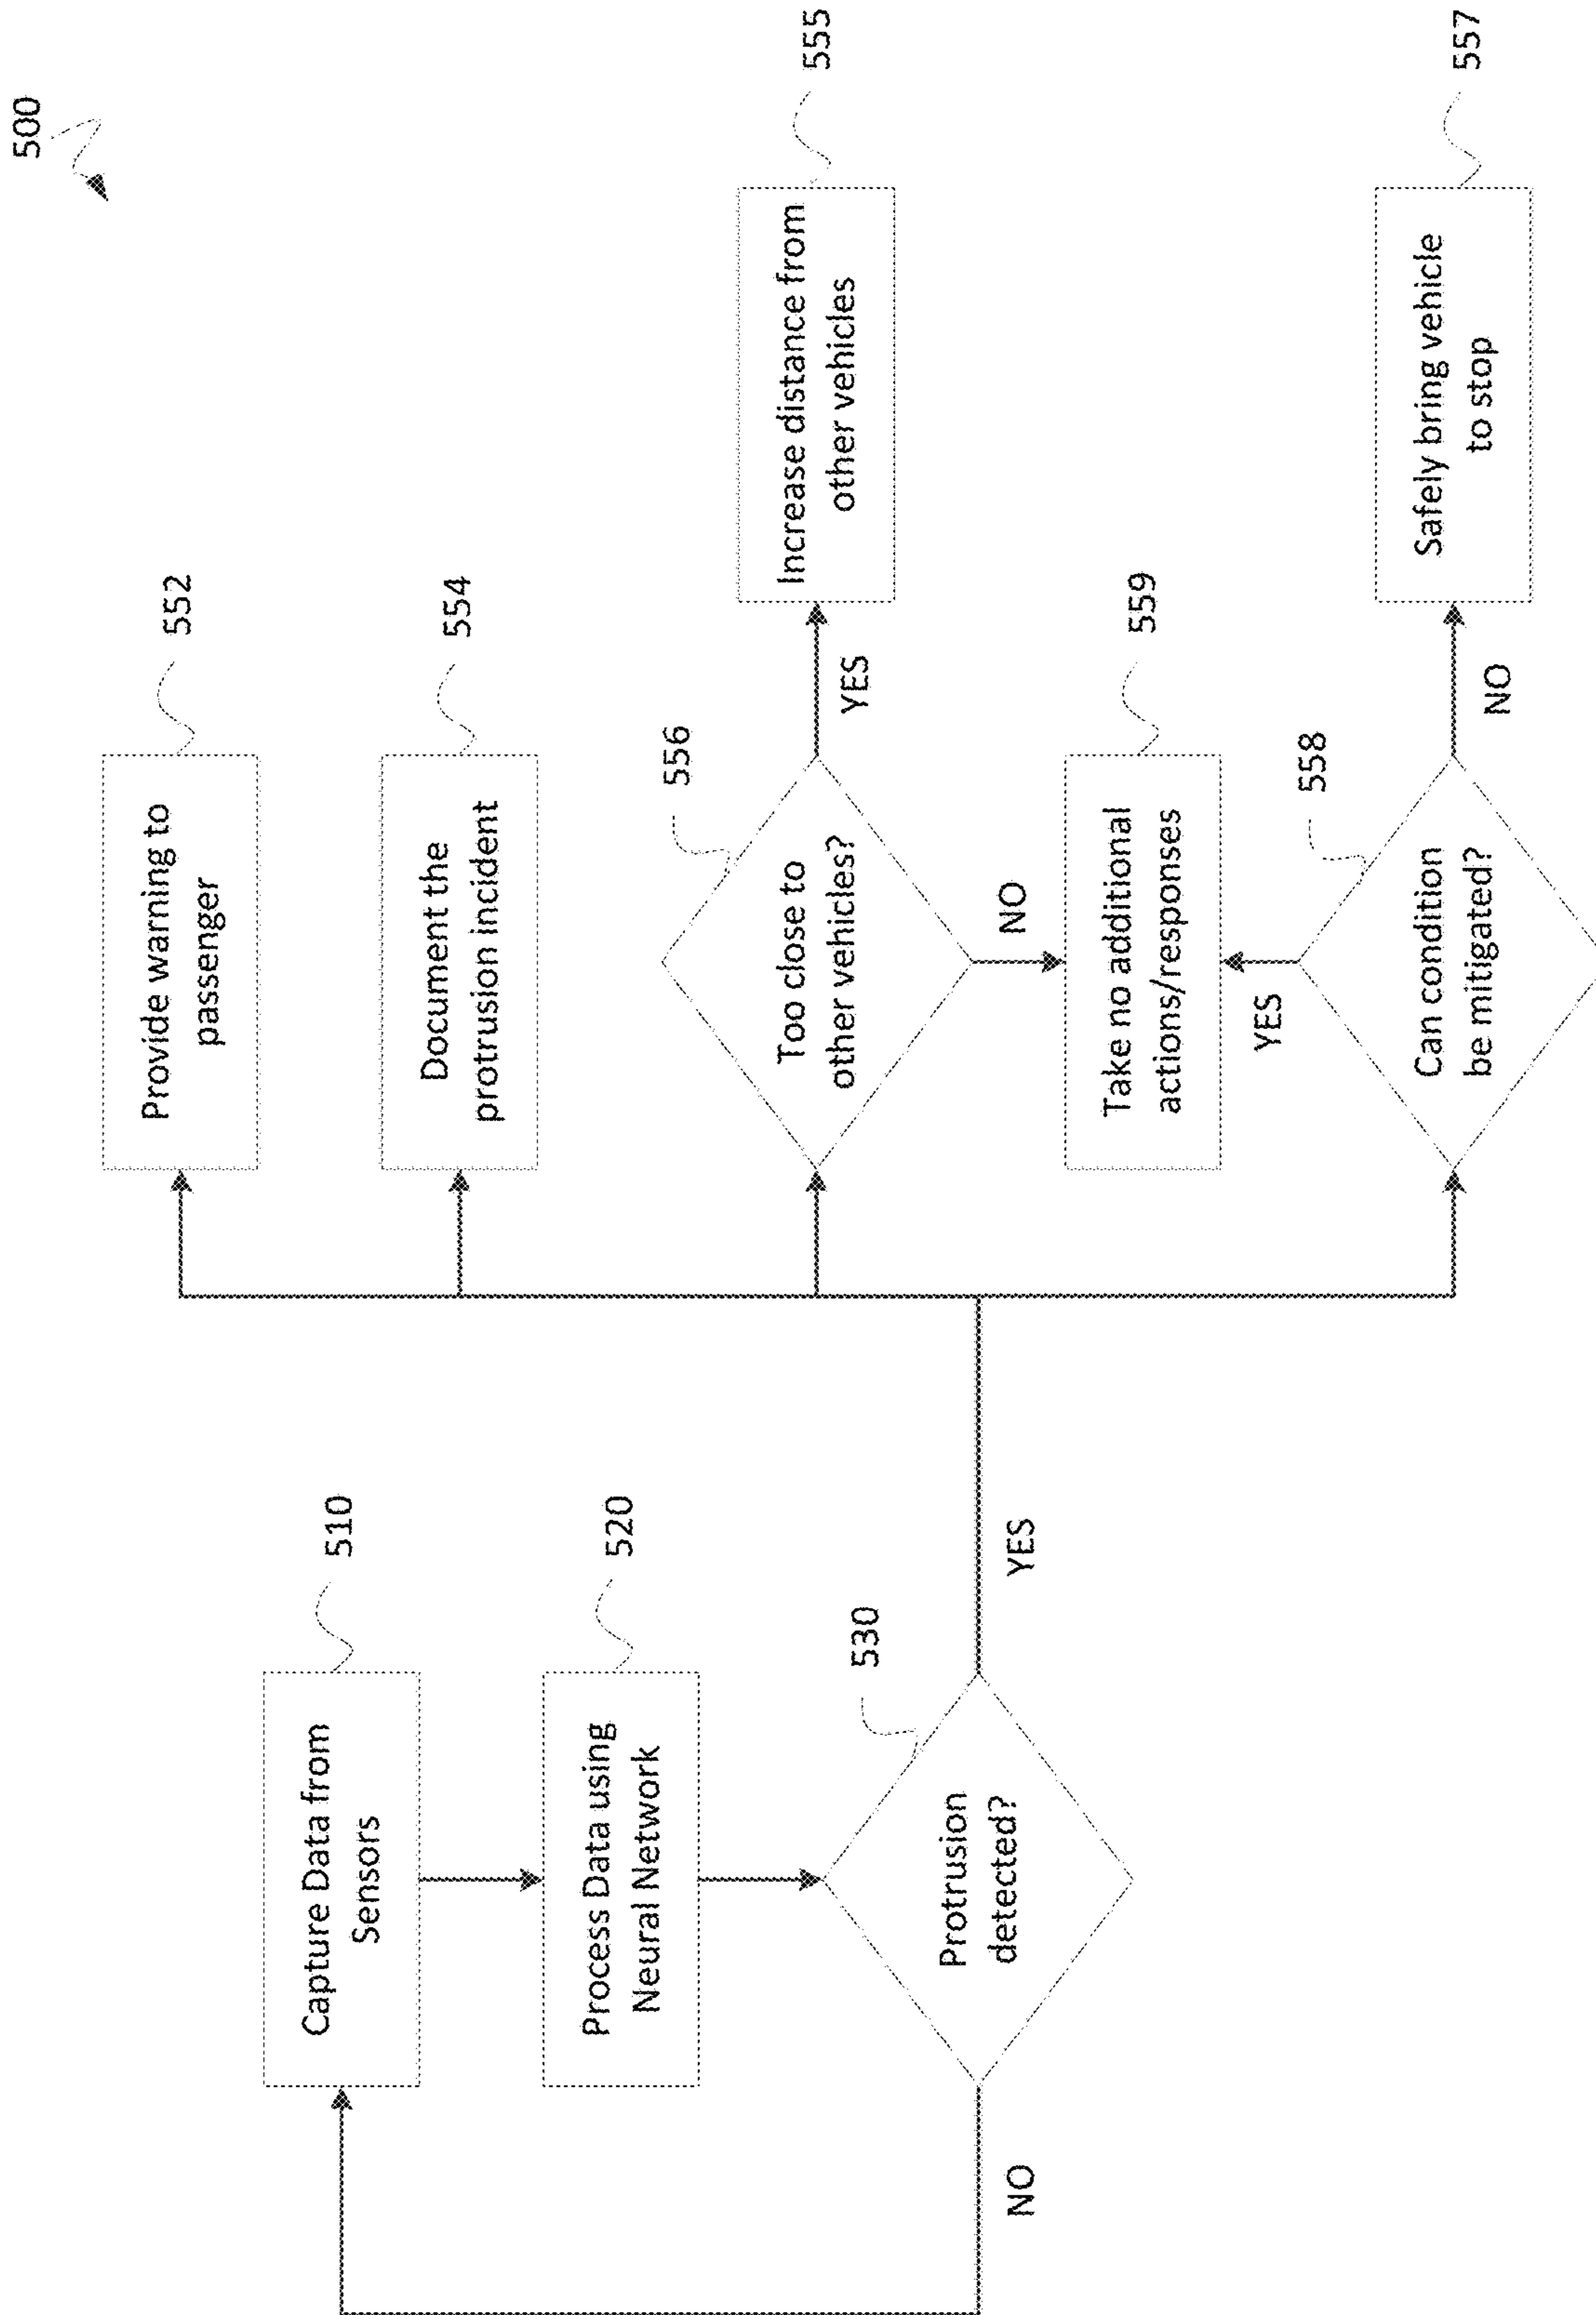 500
Capture Data from
Sensors
510
Process Data using
Neural Network
520
Protrusion
detected?
530
NO
YES
Provide warning to
passenger
552
Document the
protrusion incident
554
Too close to
other vehicles?
556
YES
Increase distance from
other vehicles
555
NO
Take no additional
actions/responses
559
YES
Can condition
be mitigated?
558
NO
Safely bring vehicle
to stop
557